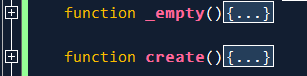 function _empty(){...}
function create(){...}